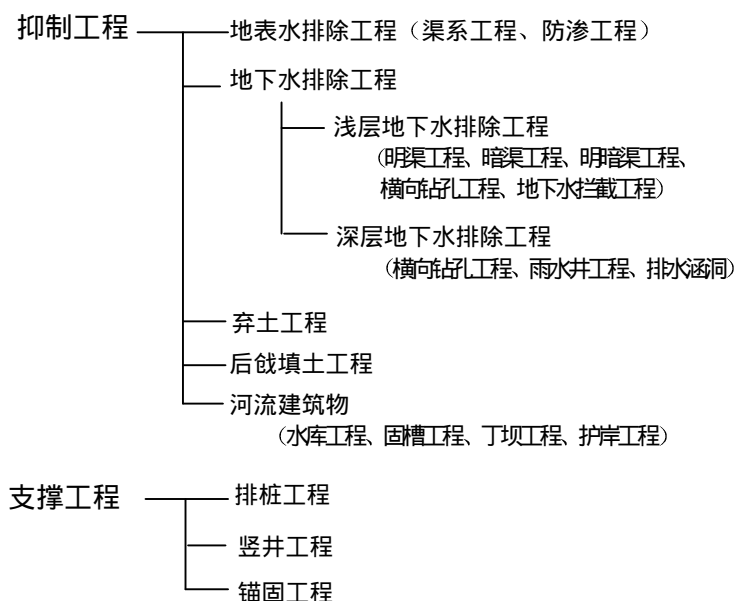 抑制工程
地表水排除工程（渠系工程、防渗工程）
地下水排除工程
浅层地下水排除工程
（明渠工程、暗渠工程、明暗渠工程、
横向钻孔工程、地下水拦截工程）
深层地下水排除工程
（横向钻孔工程、雨水井工程、排水涵洞）
弃土工程
后戗填土工程
河流建筑物
（水库工程、固槽工程、丁坝工程、护岸工程）
支撑工程
排桩工程
竖井工程
锚固工程